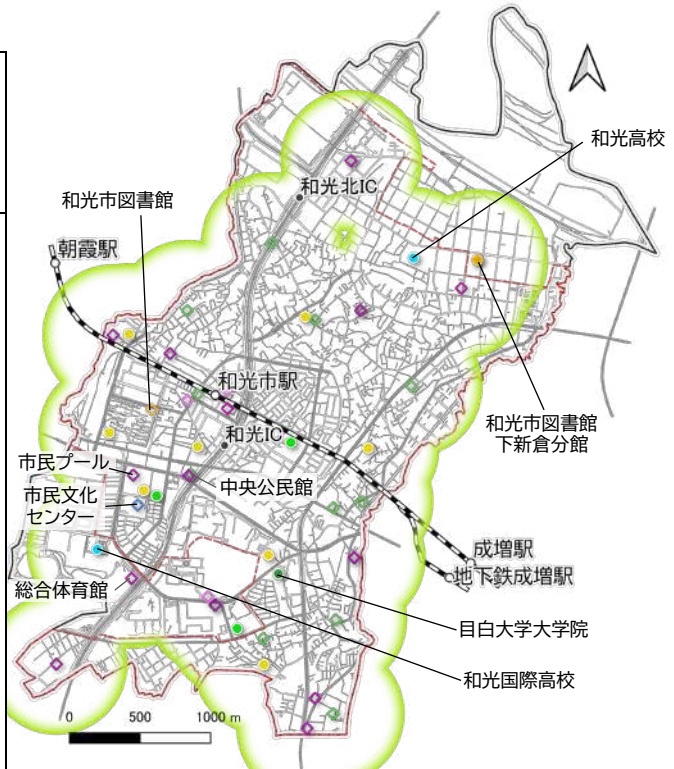 和光高校
和光北IC
和光市図書館
朝霞駅
和光市駅
和光市図書館
下新倉分館
和光IC
市民プール
中央公民館
市民文化
センター
成増駅
地下鉄成増駅
総合体育館
目白大学大学院
和光国際高校
0 500 1000 m